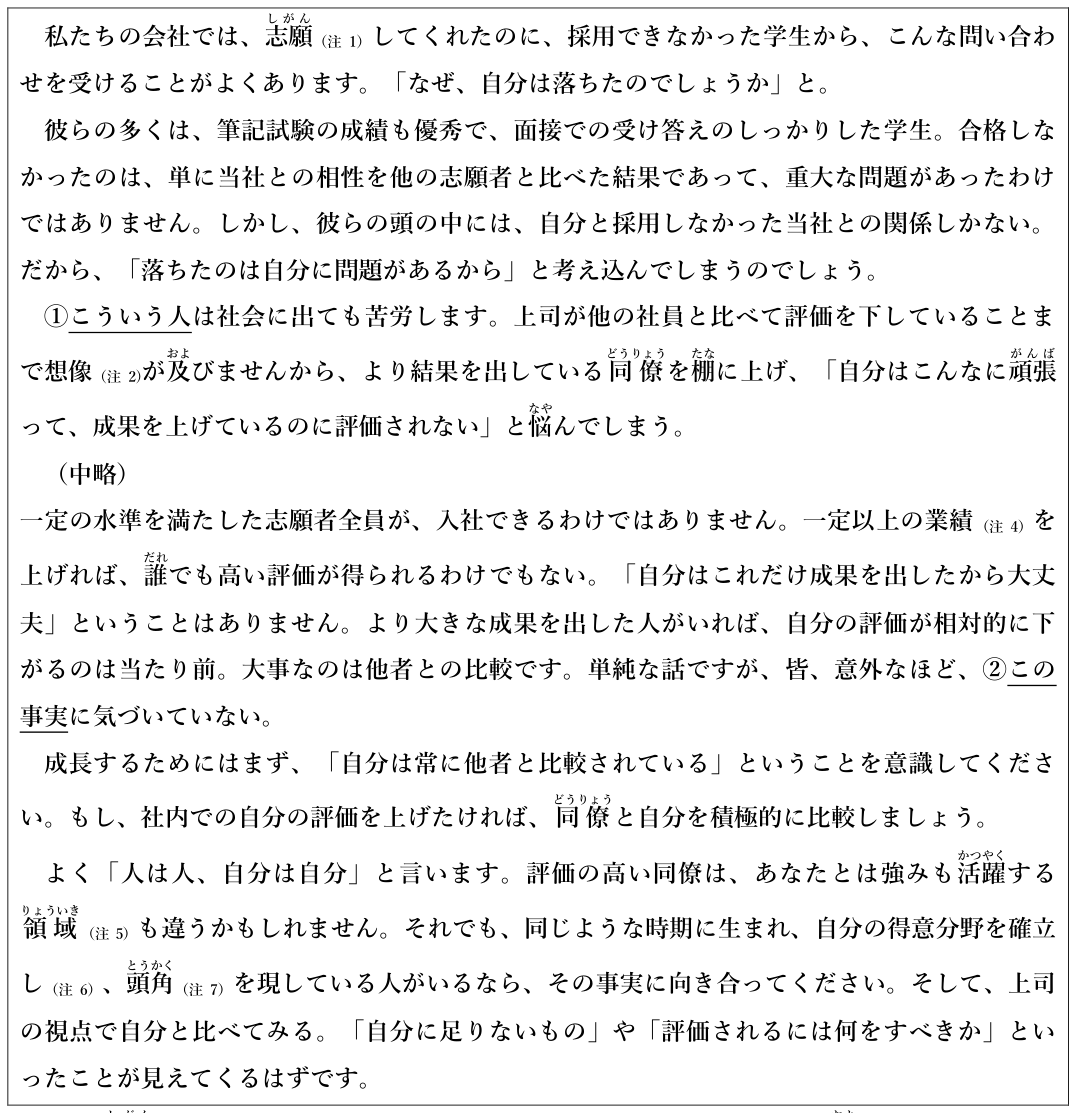 私たちの会社では、志願(注 1)してくれたのに、採用できなかった学生から、こんな問い合わ
せを受けることがよくあります。「なぜ、自分は落ちたのでしょうか」と。
彼らの多くは、筆記試験の成績も優秀で、面接での受け答えのしっかりした学生。合格しな
かったのは、単に当社との相性を他の志願者と比べた結果であって、重大な問題があったわけ
ではありません。しかし、彼らの頭の中には、自分と採用しなかった当社との関係しかない。
だから、「落ちたのは自分に問題があるから」と考え込んでしまうのでしょう。
①こういう人は社会に出ても苦労します。上司が他の社員と比べて評価を下していることま
で想像(注 2)が及びませんから、より結果を出している同僚を棚に上げ、「自分はこんなに頑張
って、成果を上げているのに評価されない」と悩んでしまう。
（中略）
一定の水準を満たした志願者全員が、入社できるわけではありません。一定以上の業績(注 4)を
上げれば、誰でも高い評価が得られるわけでもない。「自分はこれだけ成果を出したから大丈
夫」ということはありません。より大きな成果を出した人がいれば、自分の評価が相対的に下
がるのは当たり前。大事なのは他者との比較です。単純な話ですが、皆、意外なほど、②この
事実に気づいていない。
成長するためにはまず、「自分は常に他者と比較されている」ということを意識してくださ
い。もし、社内での自分の評価を上げたければ、同僚と自分を積極的に比較しましょう。
よく「人は人、自分は自分」と言います。評価の高い同僚は、あなたとは強みも活躍する
領域(注 5)も違うかもしれません。それでも、同じような時期に生まれ、自分の得意分野を確立
し(注 6)、頭角(注 7)を現している人がいるなら、その事実に向き合ってください。そして、上司
の視点で自分と比べてみる。「自分に足りないもの」や「評価されるには何をすべきか」とい
ったことが見えてくるはずです。